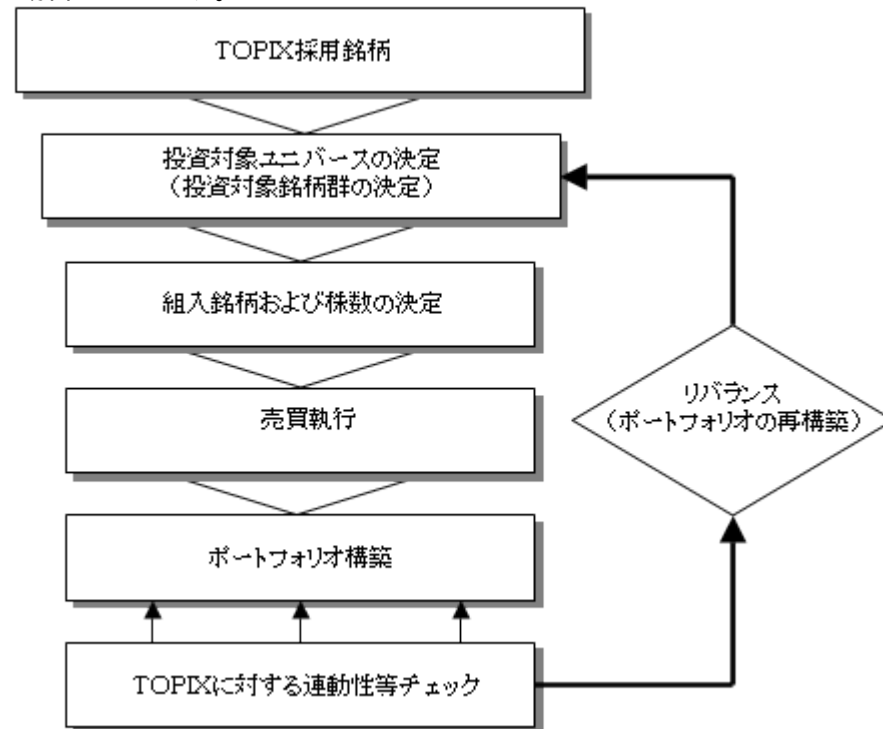 TOPIX採用銘柄
投資対象ユニバースの決定
（投資対象銘柄群の決定）
組入銘柄および株数の決定
売買執行
リバランス
（ポートフォリオの再構築）
ポートフォリオ構築
TOPIXに対する連動性等チェック